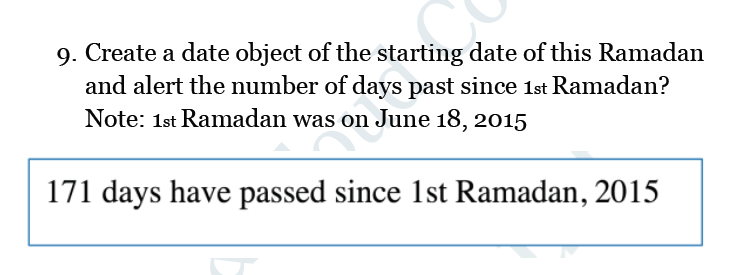 9. Create a date object of the starting date of this Ramadan
and alert the number of days past since 1st Ramadan?
Note: 1st Ramadan was on June 18, 2015
171 days have passed since 1st Ramadan, 2015